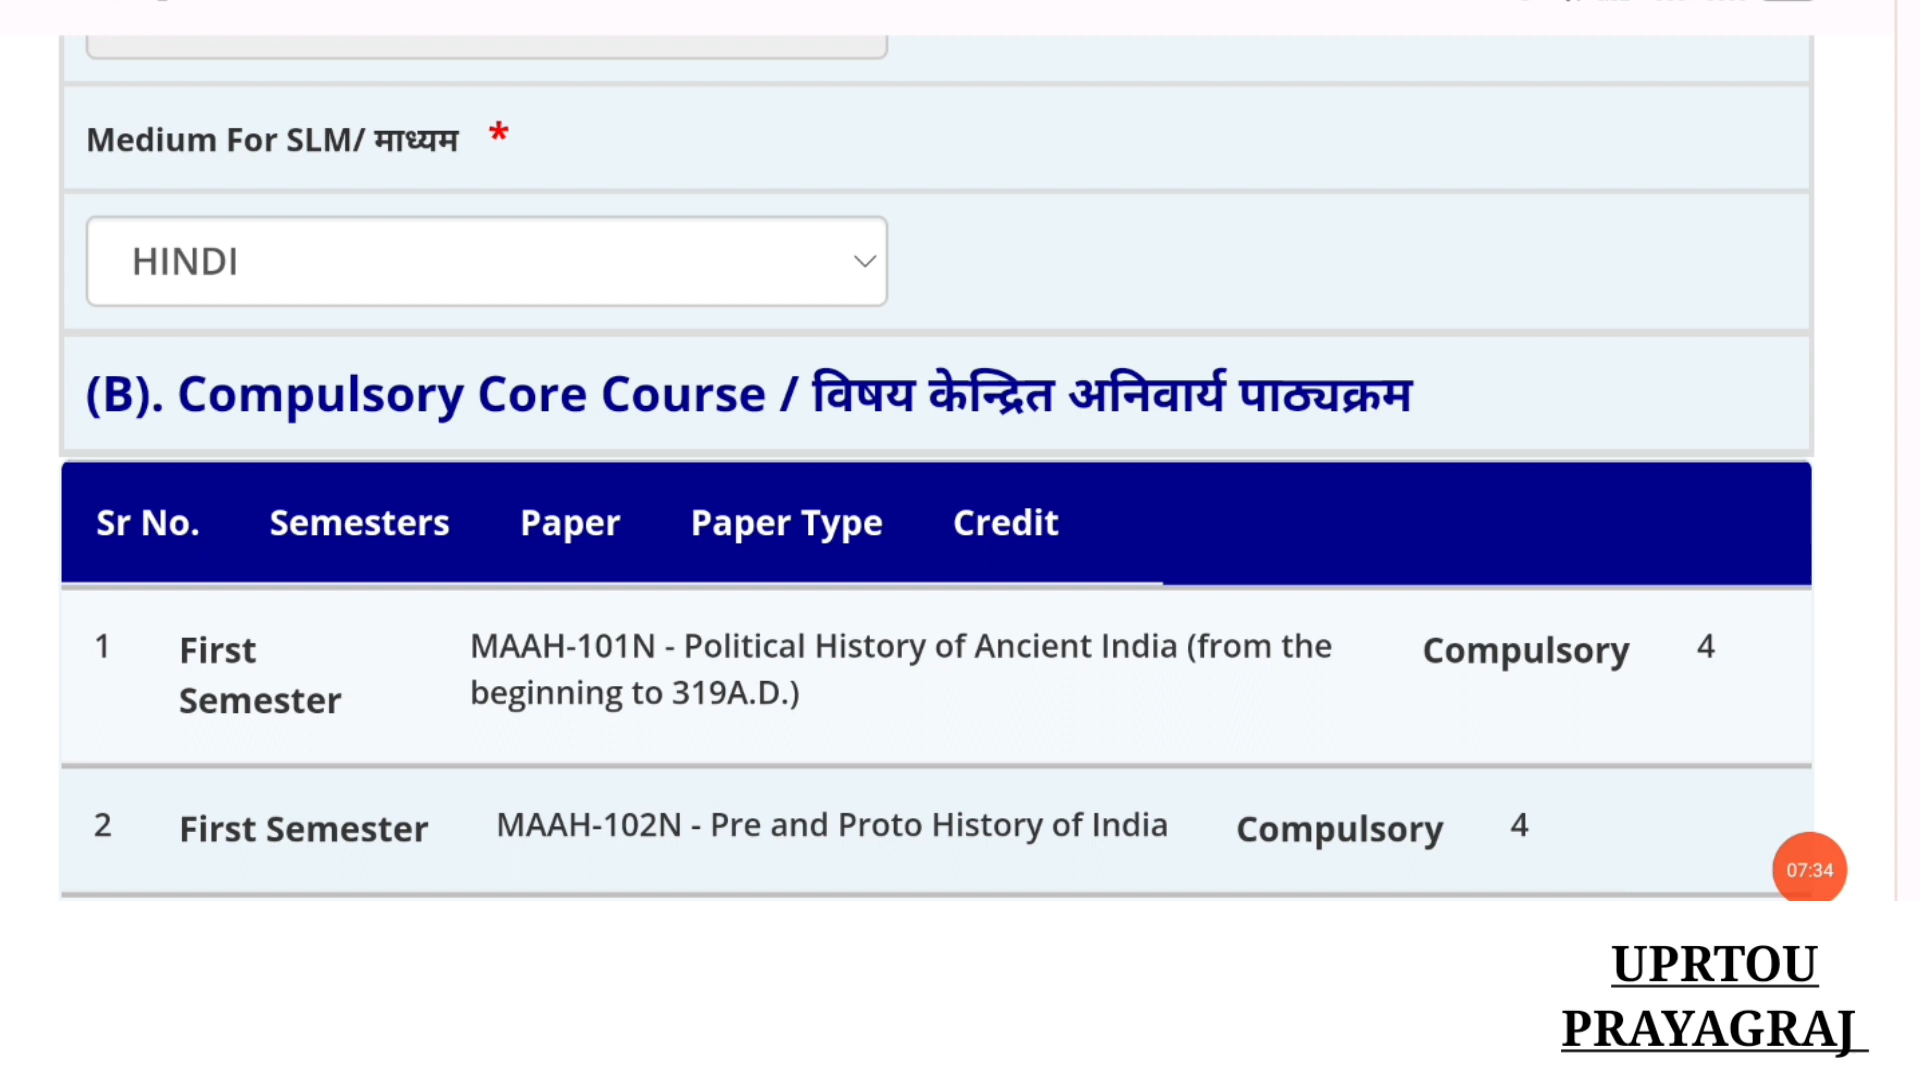 Medium For SLM/ माध्यम *
HINDI
(B). Compulsory Core Course / विषय केन्द्रित अनिवार्य पाठ्यक्रम
Sr No. Semesters Paper Paper Type Credit
1 First Semester MAAH-101N - Political History of Ancient India (from the beginning to 319A.D.) Compulsory 4
2 First Semester MAAH-102N - Pre and Proto History of India Compulsory 4
07:34
UPRTOU
PRAYAGRAJ